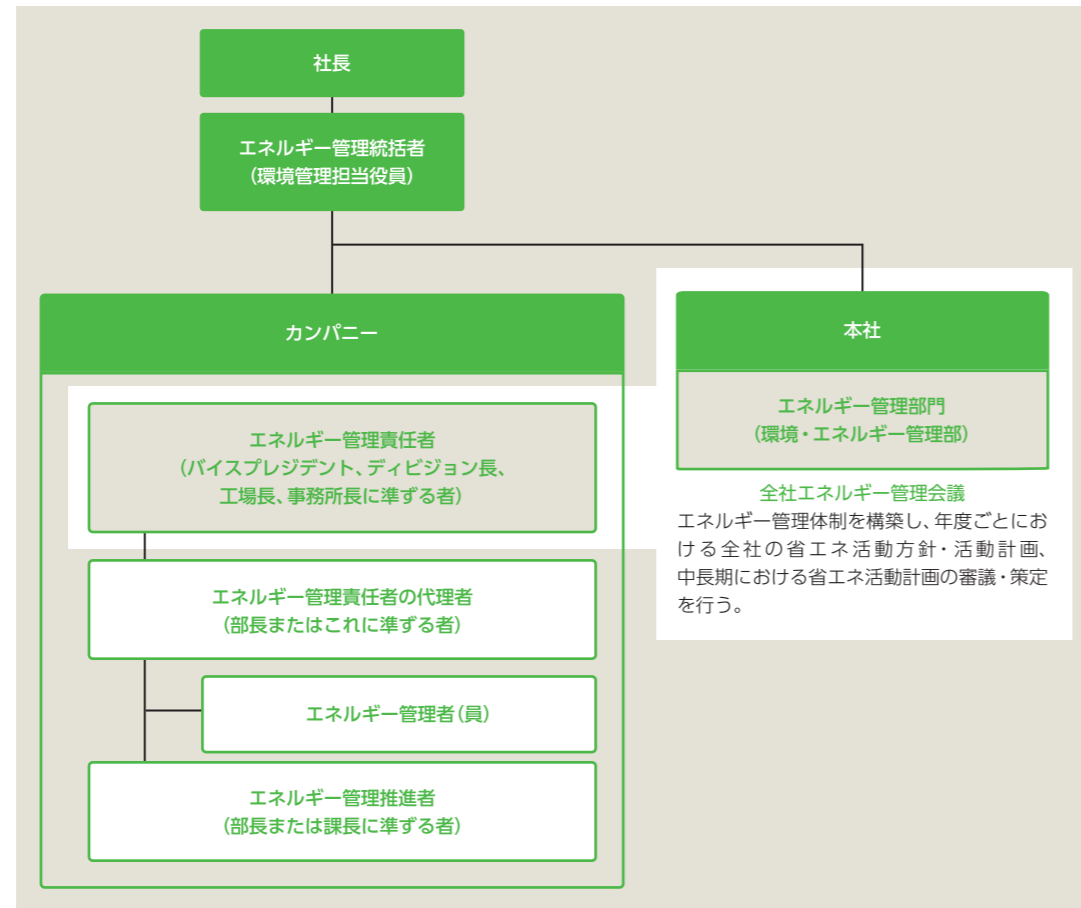 社長
エネルギー管理統括者
（環境管理担当役員）
カンパニー
エネルギー管理責任者
（バイスプレジデント、ディビジョン長、
工場長、事務所長に準ずる者）
エネルギー管理責任者の代理者
（部長またはこれに準ずる者）
エネルギー管理者（員）
エネルギー管理推進者
（部長または課長に準ずる者）
本社
エネルギー管理部門
（環境・エネルギー管理部）
全社エネルギー管理会議
エネルギー管理体制を構築し、年度ごとにお
ける全社の省エネ活動方針・活動計画、
中長期における省エネ活動計画の審議・策定
を行う。